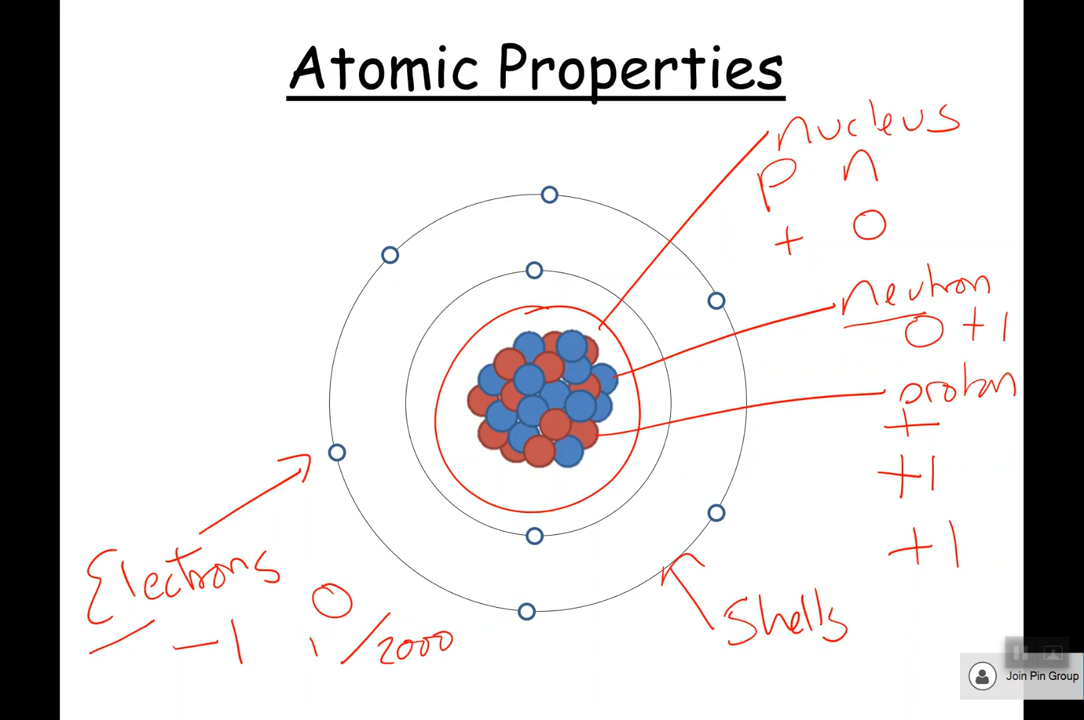 Atomic Properties
nucleus
p n
+ 0
neutron
0 +1
proton
+
+1
+1
Electrons
-1 0
1/2000
Shells
Join Pin Group